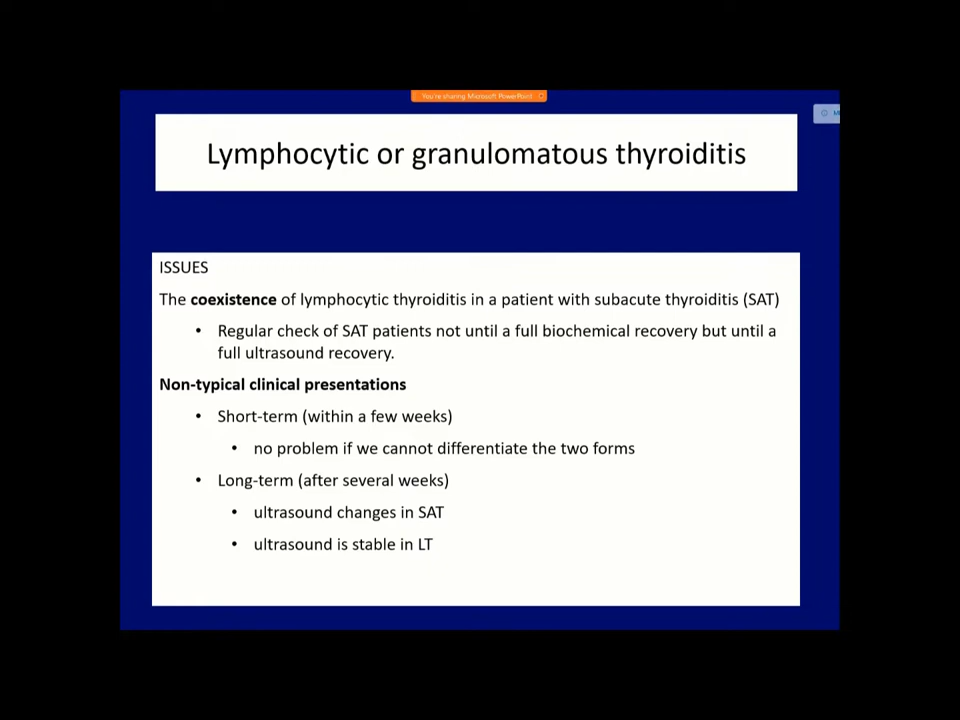 You're sharing Microsoft PowerPoint
Lymphocytic or granulomatous thyroiditis
ISSUES
The coexistence of lymphocytic thyroiditis in a patient with subacute thyroiditis (SAT)
• Regular check of SAT patients not until a full biochemical recovery but until a
full ultrasound recovery.
Non-typical clinical presentations
• Short-term (within a few weeks)
• no problem if we cannot differentiate the two forms
• Long-term (after several weeks)
• ultrasound changes in SAT
• ultrasound is stable in LT